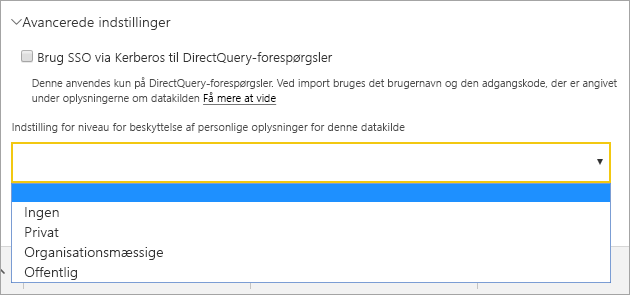 Avancerede indstillinger
Brug SSO via Kerberos til DirectQuery-forespørgsler
Denne anvendes kun på DirectQuery-forespørgsler. Ved import bruges det brugernavn og den adgangskode, der er angivet
under oplysningerne om datakilden Få mere at vide
Indstilling for niveau for beskyttelse af personlige oplysninger for denne datakilde
Ingen
Privat
Organisationsmæssige
Offentlig